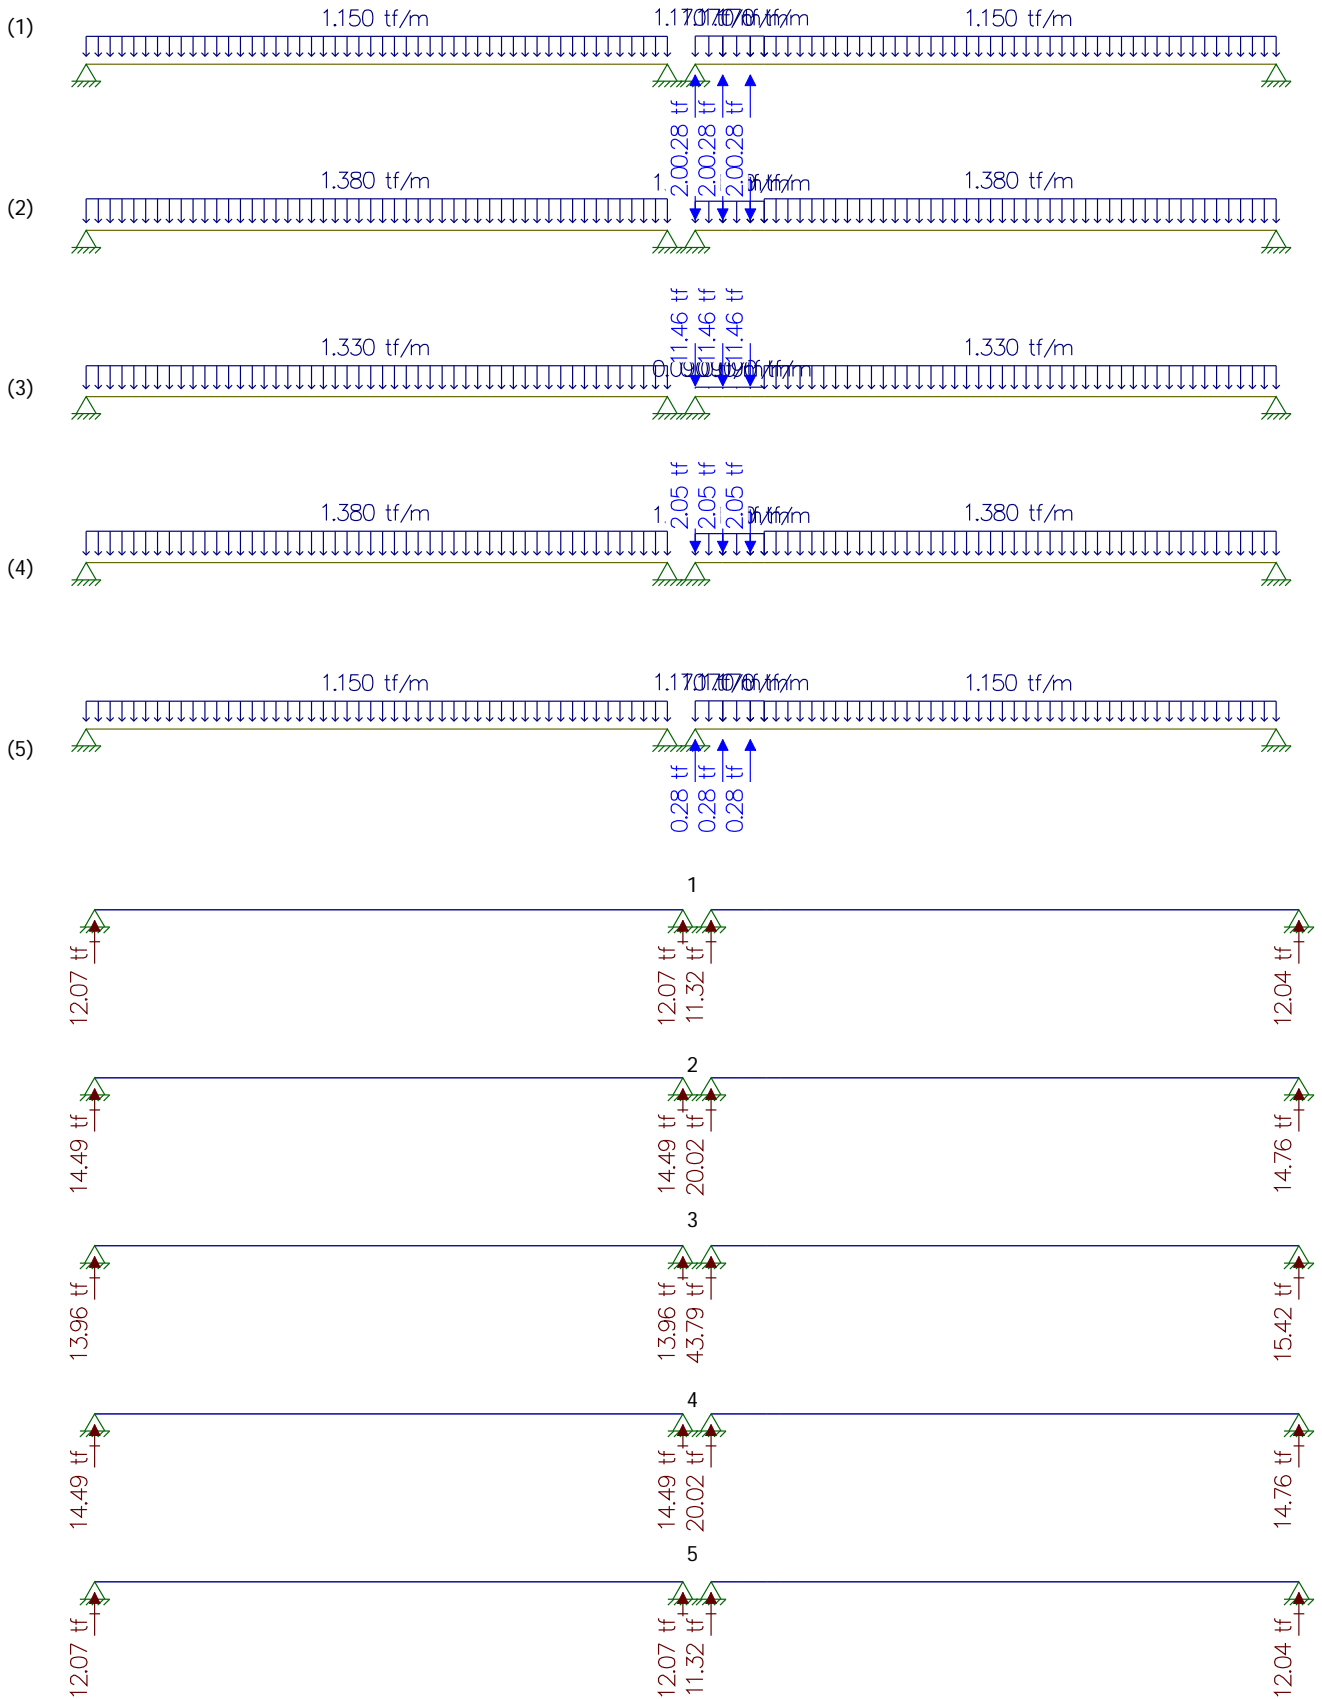 (1)
1.150 tf/m
1.150 tf/m
0.28 tf
0.28 tf
0.28 tf
(2)
1.380 tf/m
1.380 tf/m
11.46 tf
11.46 tf
11.46 tf
(3)
1.330 tf/m
1.330 tf/m
2.05 tf
2.05 tf
2.05 tf
(4)
1.380 tf/m
1.380 tf/m
(5)
1.150 tf/m
1.150 tf/m
0.28 tf
0.28 tf
0.28 tf
1
12.07 tf
12.07 tf
11.32 tf
12.04 tf
2
14.49 tf
14.49 tf
20.02 tf
14.76 tf
3
13.96 tf
13.96 tf
43.79 tf
15.42 tf
4
14.49 tf
14.49 tf
20.02 tf
14.76 tf
5
12.07 tf
12.07 tf
11.32 tf
12.04 tf